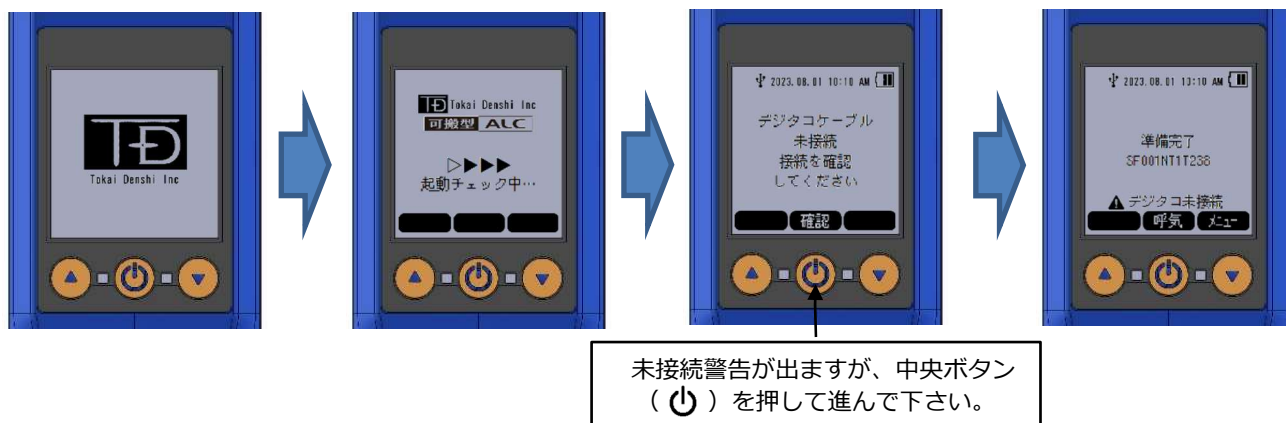 TD
Tokai Denshi Inc
TD Tokai Denshi Inc
可搬型 ALC
▷▶▶▶
起動チェック中…
2023.08.01 10:10 AM
デジタコケーブル
未接続
接続を確認
してください
確認
2023.08.01 10:10 AM
準備完了
SF001NT1T238
デジタコ未接続
呼気 メニュー
未接続警告が出ますが、中央ボタン
（ ⏻ ）を押して進んで下さい。